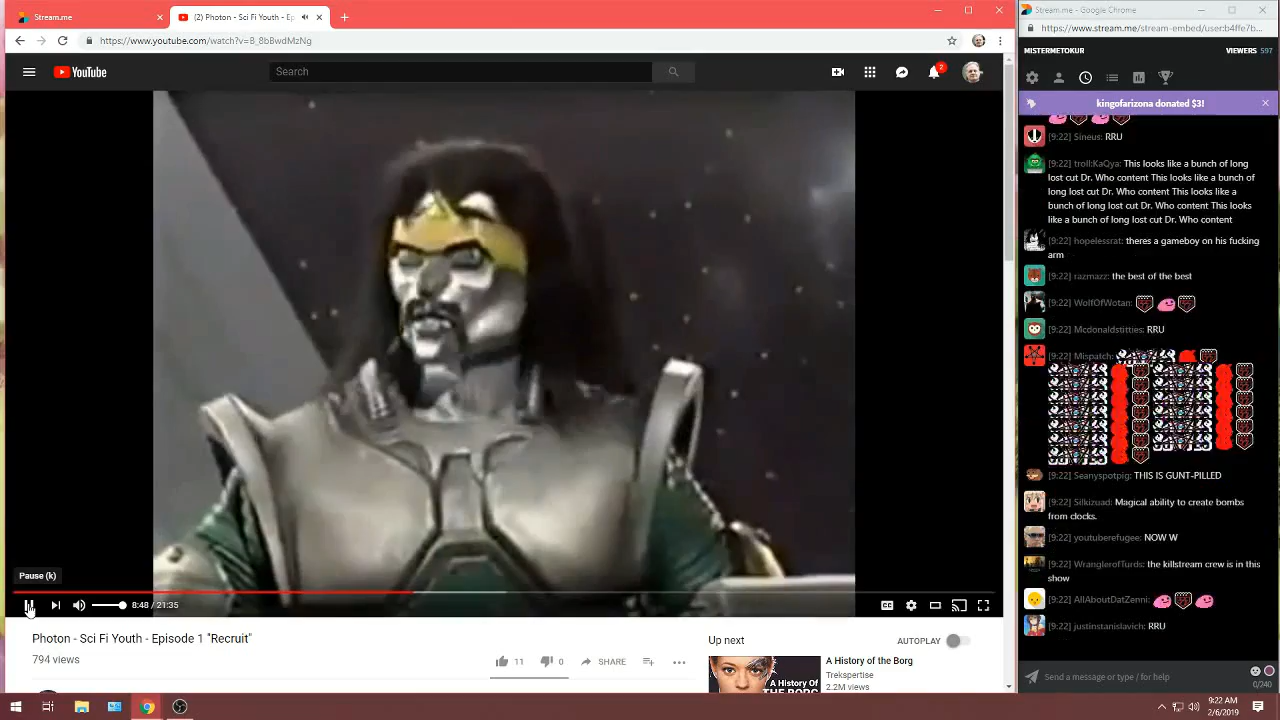 Stream.me
(2) Photon - Sci Fi Youth - Ep
https://www.youtube.com/watch?v=8_8bBwdMzNg
YouTube
Search
2
Pause (k)
8:48 / 21:35
Photon - Sci Fi Youth - Episode 1 "Recruit"
794 views
11
0
SHARE
Up next
AUTOPLAY
A History Of
THE BORG
A History of the Borg
Trekspertise
2.2M views
Stream.me - Google Chrome
https://www.stream.me/stream-embed/user:b4ffe7b...
MISTERMETOKUR
VIEWERS 597
kingofarizona donated $3!
[9:22] Sineus: RRU
[9:22] troll:KaQya: This looks like a bunch of long
lost cut Dr. Who content This looks like a bunch of
long lost cut Dr. Who content This looks like a
bunch of long lost cut Dr. Who content This looks
like a bunch of long lost cut Dr. Who content
[9:22] hopelessrat: theres a gameboy on his fucking
arm
[9:22] razmazz: the best of the best
[9:22] WolfOfWotan:
[9:22] Mcdonaldstitties: RRU
[9:22] Mispatch:
[9:22] Seanyspotpig: THIS IS GUNT-PILLED
[9:22] Silkizuad: Magical ability to create bombs
from clocks.
[9:22] youtuberefugee: NOW W
[9:22] WranglerofTurds: the killstream crew is in this
show
[9:22] AllAboutDatZenni:
[9:22] justinstanislavich: RRU
Send a message or type / for help
0/240
9:22 AM
2/6/2019